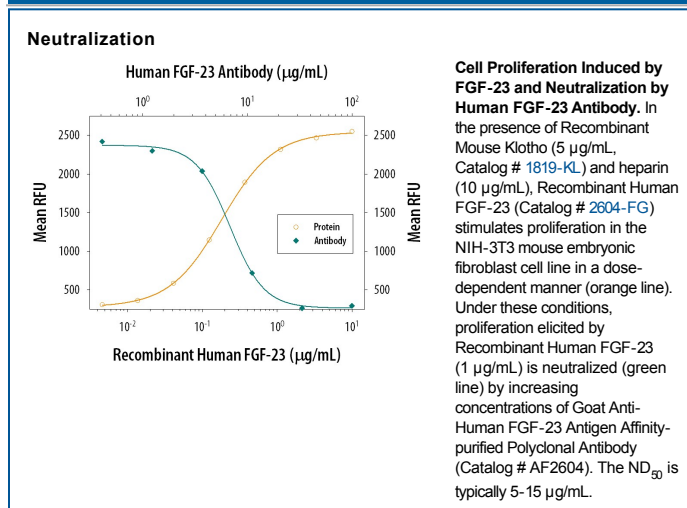 Neutralization
Human FGF-23 Antibody (μg/mL)
10⁰ 10¹ 10²
2500 2500
2000 2000
1500 1500
1000 1000
500 500
Mean RFU
Mean RFU
Protein
Antibody
10⁻² 10⁻¹ 10⁰ 10¹
Recombinant Human FGF-23 (μg/mL)
Cell Proliferation Induced by
FGF-23 and Neutralization by
Human FGF-23 Antibody. In
the presence of Recombinant
Mouse Klotho (5 μg/mL,
Catalog # 1819-KL) and heparin
(10 μg/mL), Recombinant Human
FGF-23 (Catalog # 2604-FG)
stimulates proliferation in the
NIH-3T3 mouse embryonic
fibroblast cell line in a dose-
dependent manner (orange line).
Under these conditions,
proliferation elicited by
Recombinant Human FGF-23
(1 μg/mL) is neutralized (green
line) by increasing
concentrations of Goat Anti-
Human FGF-23 Antigen Affinity-
purified Polyclonal Antibody
(Catalog # AF2604). The ND₅₀ is
typically 5-15 μg/mL.